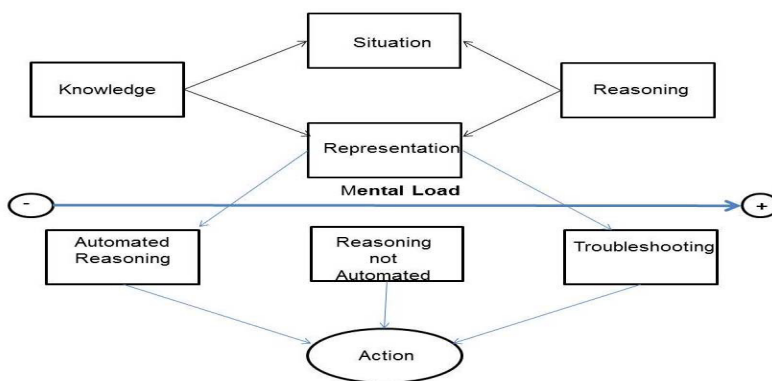 Situation
Knowledge
Reasoning
Representation
Mental Load
-
+
Automated
Reasoning
Reasoning
not
Automated
Troubleshooting
Action